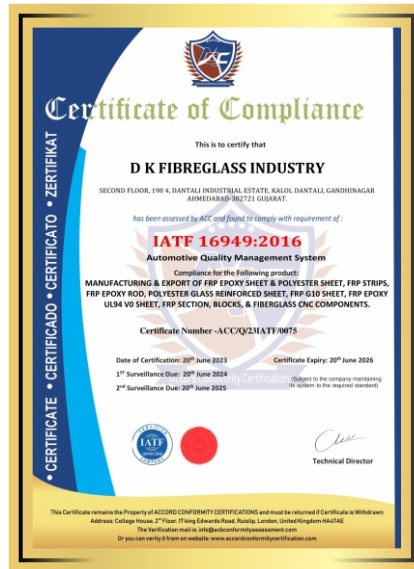 Certificate of Compliance
This is to certify that
D K FIBREGLASS INDUSTRY
SECOND FLOOR, 198 4, DANTALI INDUSTRIAL ESTATE, KALOL DANTALI, GANDHINAGAR
AHMEDABAD-382721 GUJARAT.
has been assessed by ACC and found to comply with requirement of :
IATF 16949:2016
Automotive Quality Management System
Compliance for the Following product:
MANUFACTURING & EXPORT OF FRP EPOXY SHEET & POLYESTER SHEET, FRP STRIPS,
FRP EPOXY ROD, POLYESTER GLASS REINFORCED SHEET, FRP G10 SHEET, FRP EPOXY
UL94 V0 SHEET, FRP SECTION, BLOCKS, & FIBERGLASS CNC COMPONENTS.
Certificate Number -ACC/Q/23IATF/0075
Date of Certification: 20th June 2023
Certificate Expiry: 20th June 2026
1ST Surveillance Due: 20th June 2024
2nd Surveillance Due: 20th June 2025
(Subject to the company maintaining
its system to the required standard)
Accord Conformity Certifications
IATF
Technical Director
• CERTIFICATE • CERTIFICADO • CERTIFICATO • ZERTIFIKAT
This Certificate remains the Property of ACCORD CONFORMITY CERTIFICATIONS and must be returned if Certificate is Withdrawn
Address: College House, 2nd Floor, 17 king Edwards Road, Ruislip, London, United Kingdom HA47AE
The Verification mail is: info@acbconformityassessment.com
Or you can verity it from on website: www.accordconformitycertification.com